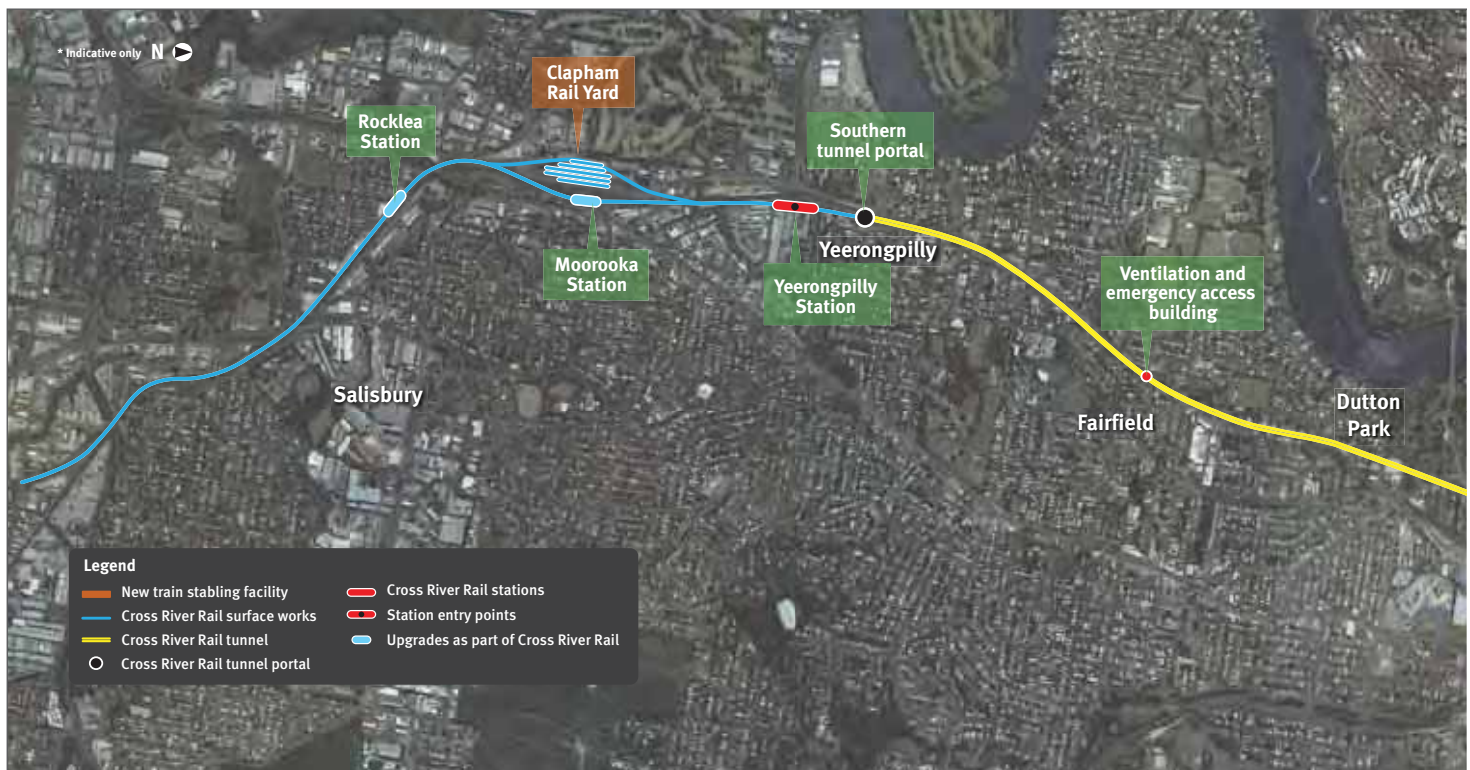 * Indicative only N
Clapham
Rail Yard
Rocklea
Station
Southern
tunnel portal
Moorooka
Station
Yeerongpilly
Yeerongpilly
Station
Ventilation and
emergency access
building
Salisbury
Fairfield
Dutton
Park
Legend
New train stabling facility
Cross River Rail surface works
Cross River Rail tunnel
Cross River Rail tunnel portal
Cross River Rail stations
Station entry points
Upgrades as part of Cross River Rail